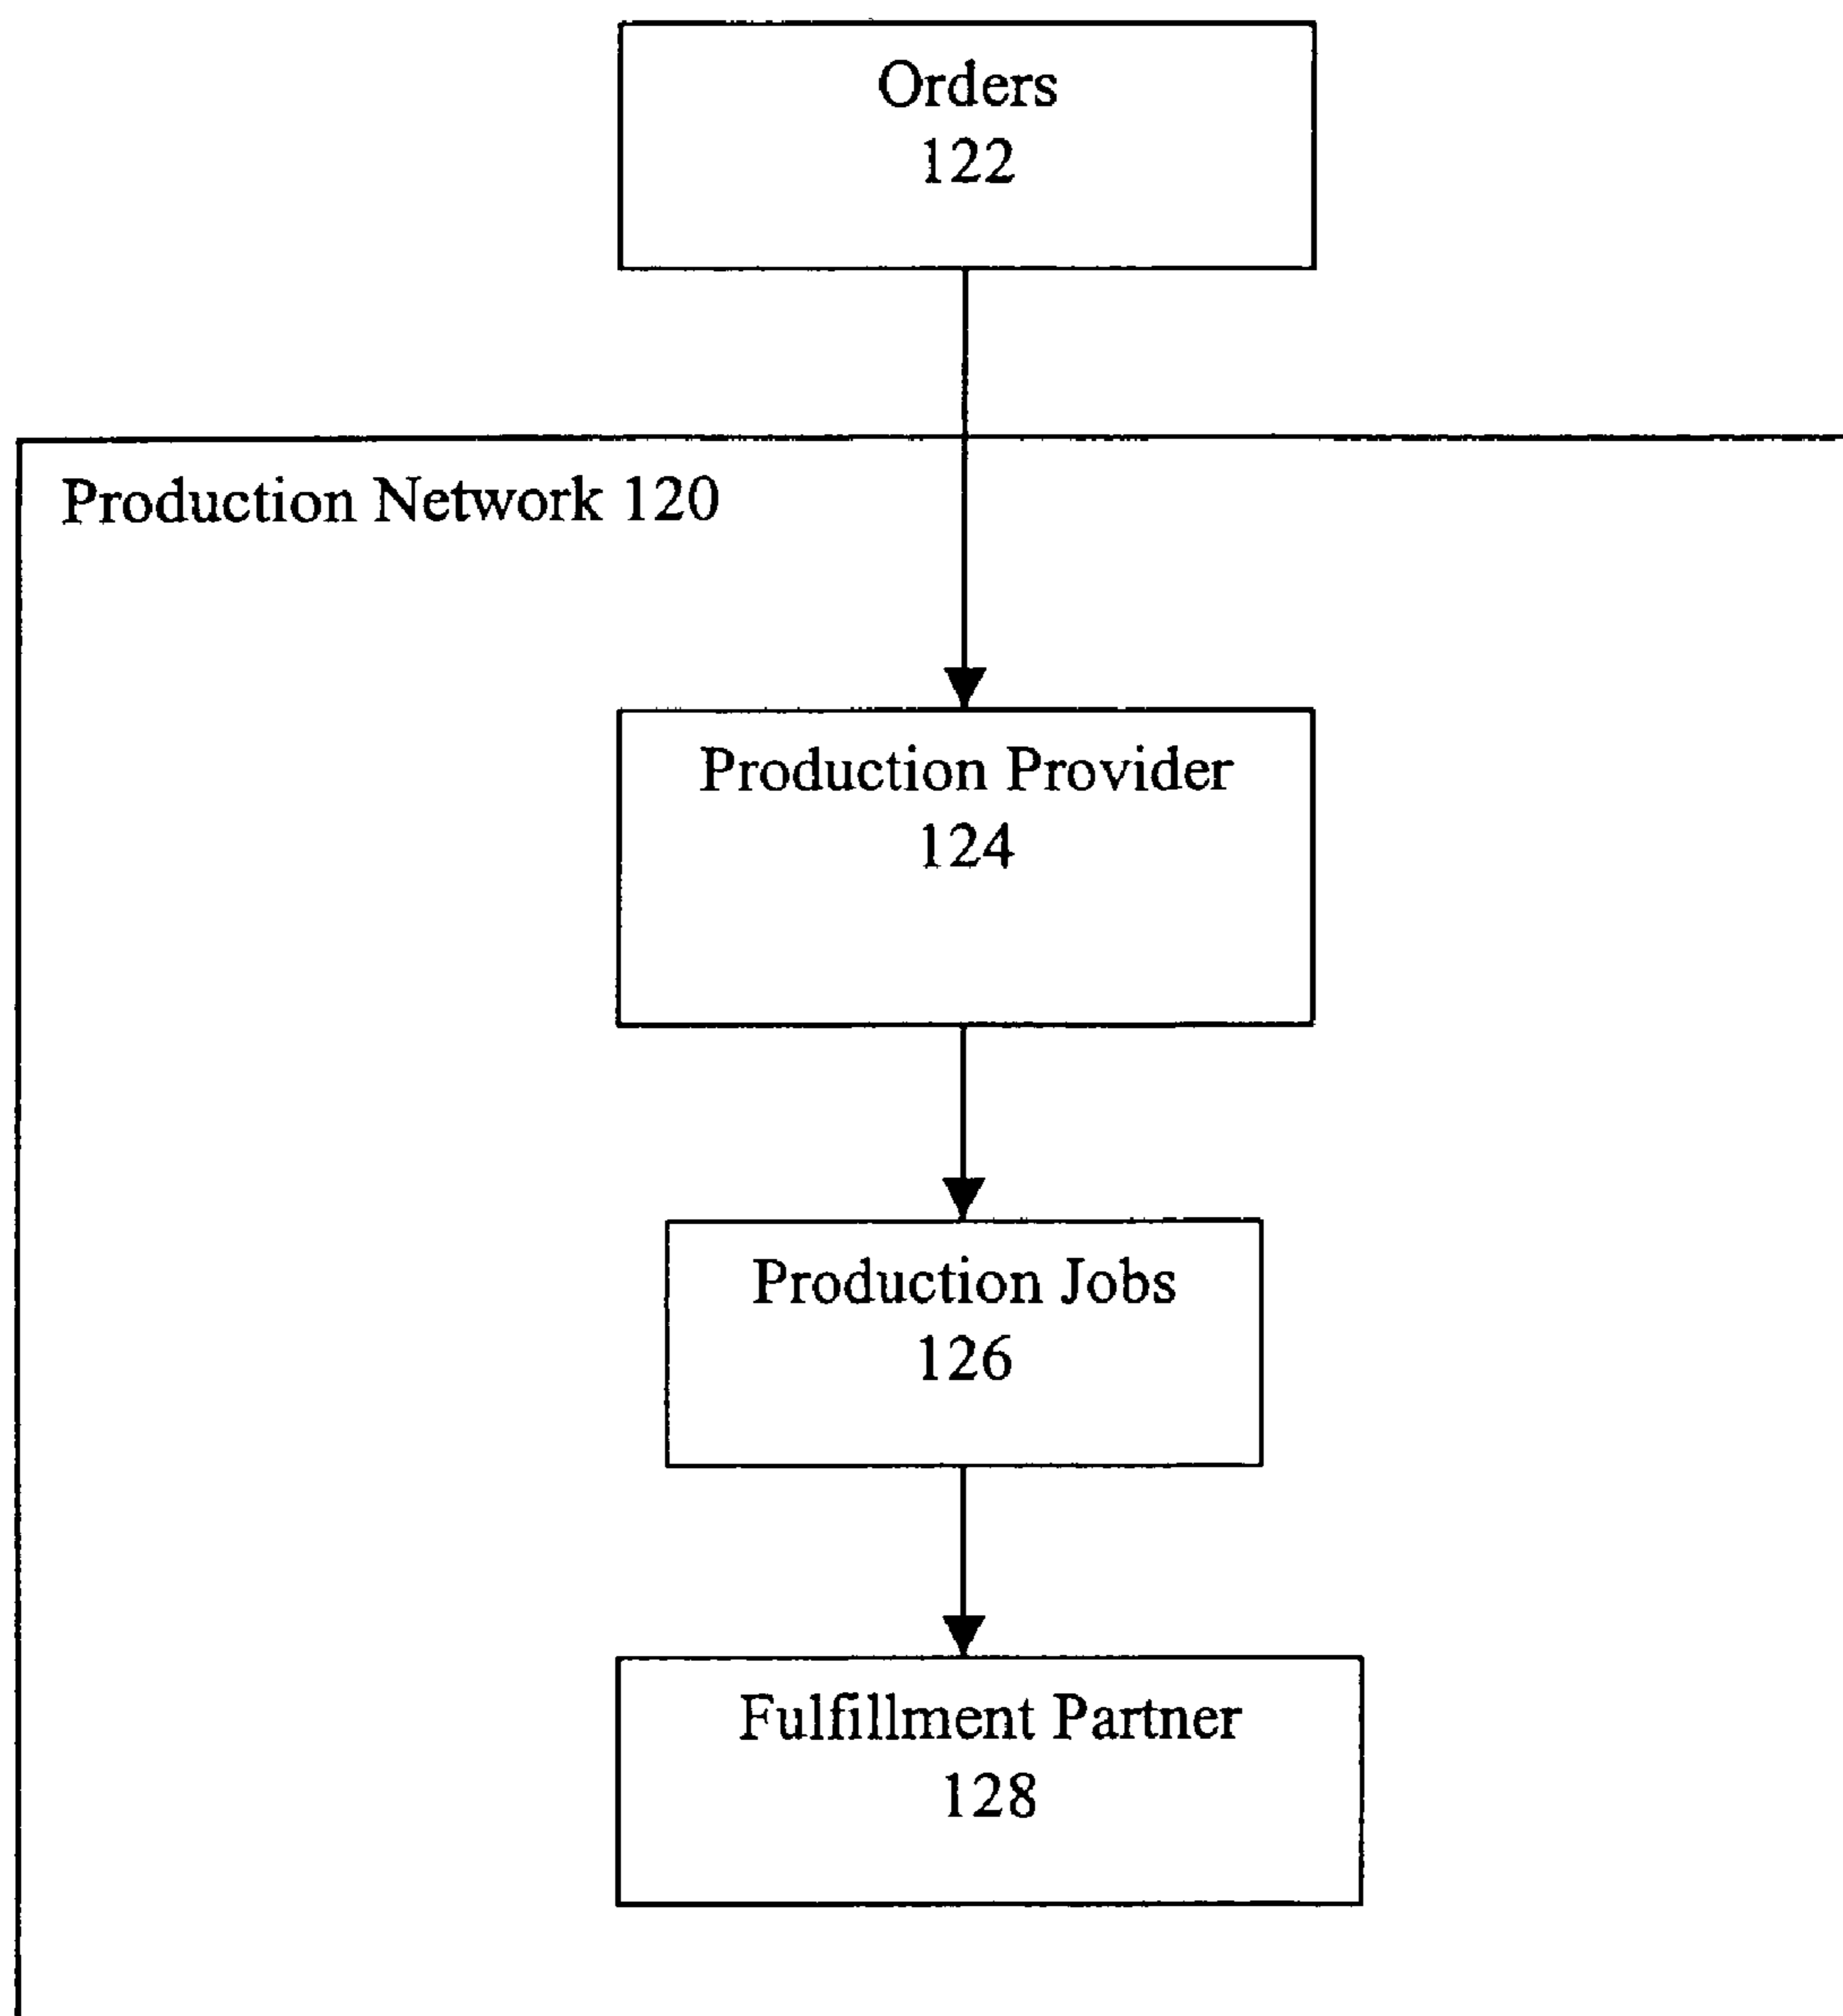 Orders
122
Production Network 120
Production Provider
124
Production Jobs
126
Fulfillment Partner
128